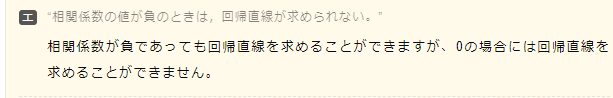 エ “相関係数の値が負のときは，回帰直線が求められない。”
相関係数が負であっても回帰直線を求めることができますが、0の場合には回帰直線を
求めることができません。